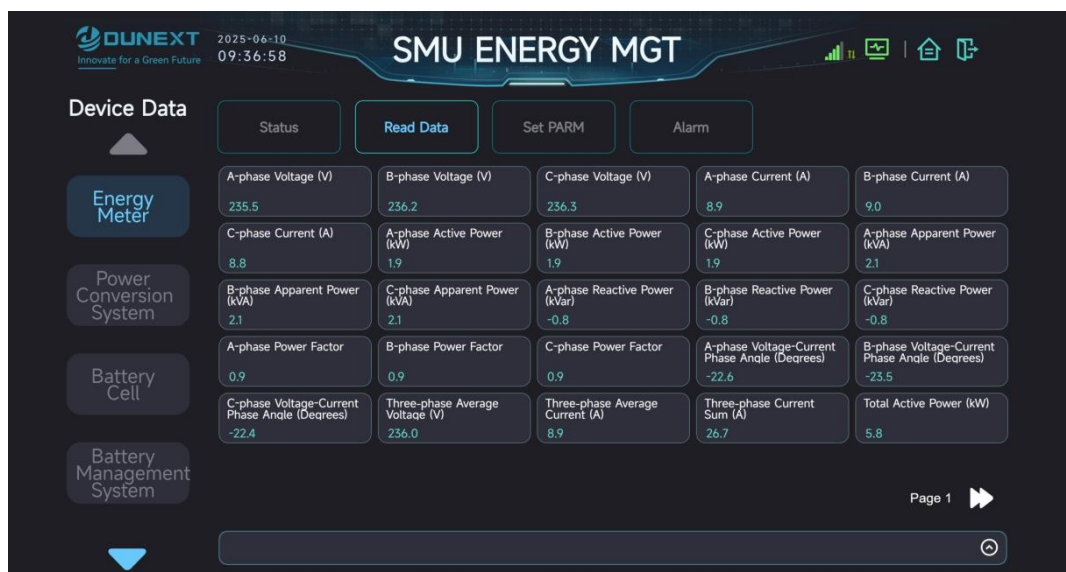 DUNEXT
Innovate for a Green Future
2025-06-10
09:36:58
SMU ENERGY MGT
Device Data
Status
Read Data
Set PARM
Alarm
Energy
Meter
Power
Conversion
System
Battery
Cell
Battery
Management
System
A-phase Voltage (V)
235.5
B-phase Voltage (V)
236.2
C-phase Voltage (V)
236.3
A-phase Current (A)
8.9
B-phase Current (A)
9.0
C-phase Current (A)
8.8
A-phase Active Power
(kW)
1.9
B-phase Active Power
(kW)
1.9
C-phase Active Power
(kW)
1.9
A-phase Apparent Power
(kVA)
2.1
B-phase Apparent Power
(kVA)
2.1
C-phase Apparent Power
(kVA)
2.1
A-phase Reactive Power
(kVar)
-0.8
B-phase Reactive Power
(kVar)
-0.8
C-phase Reactive Power
(kVar)
-0.8
A-phase Power Factor
0.9
B-phase Power Factor
0.9
C-phase Power Factor
0.9
A-phase Voltage-Current
Phase Angle (Degrees)
-22.6
B-phase Voltage-Current
Phase Angle (Degrees)
-23.5
C-phase Voltage-Current
Phase Angle (Degrees)
-22.4
Three-phase Average
Voltage (V)
236.0
Three-phase Average
Current (A)
8.9
Three-phase Current
Sum (A)
26.7
Total Active Power (kW)
5.8
Page 1